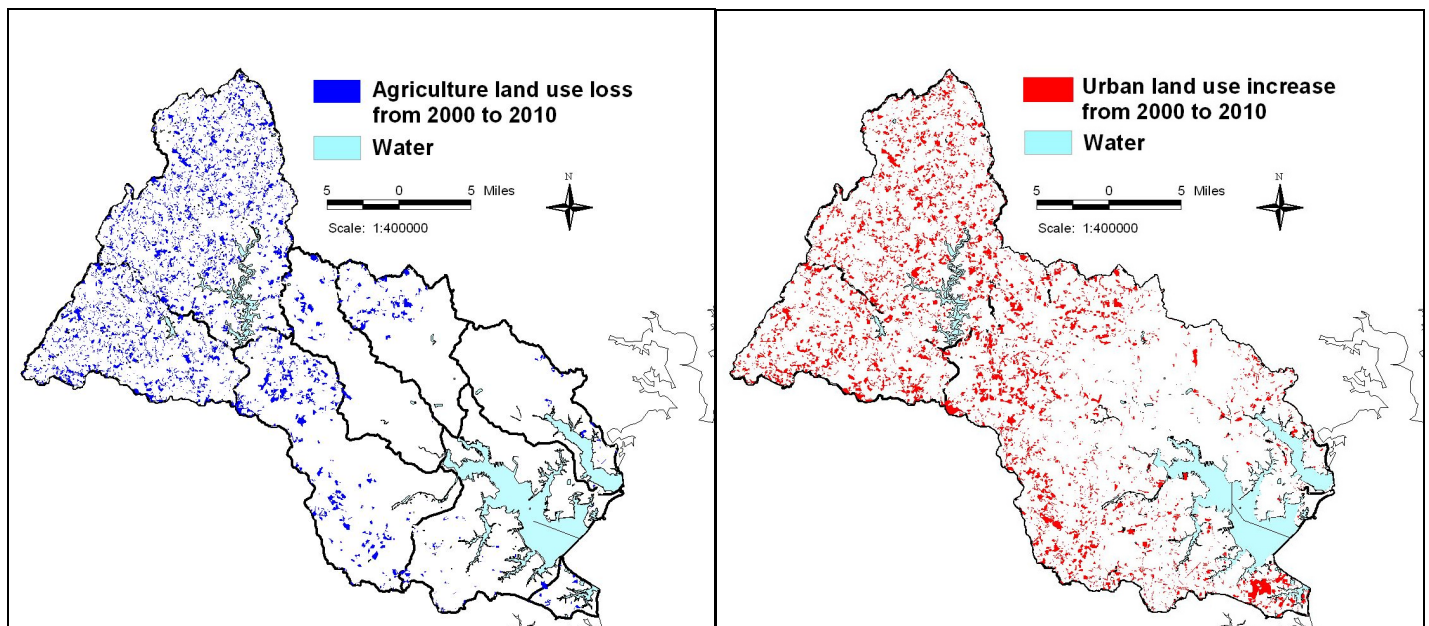 Agriculture land use loss
from 2000 to 2010
Water
5 0 5 Miles
Scale: 1:400000
N
Urban land use increase
from 2000 to 2010
Water
5 0 5 Miles
Scale: 1:400000
N